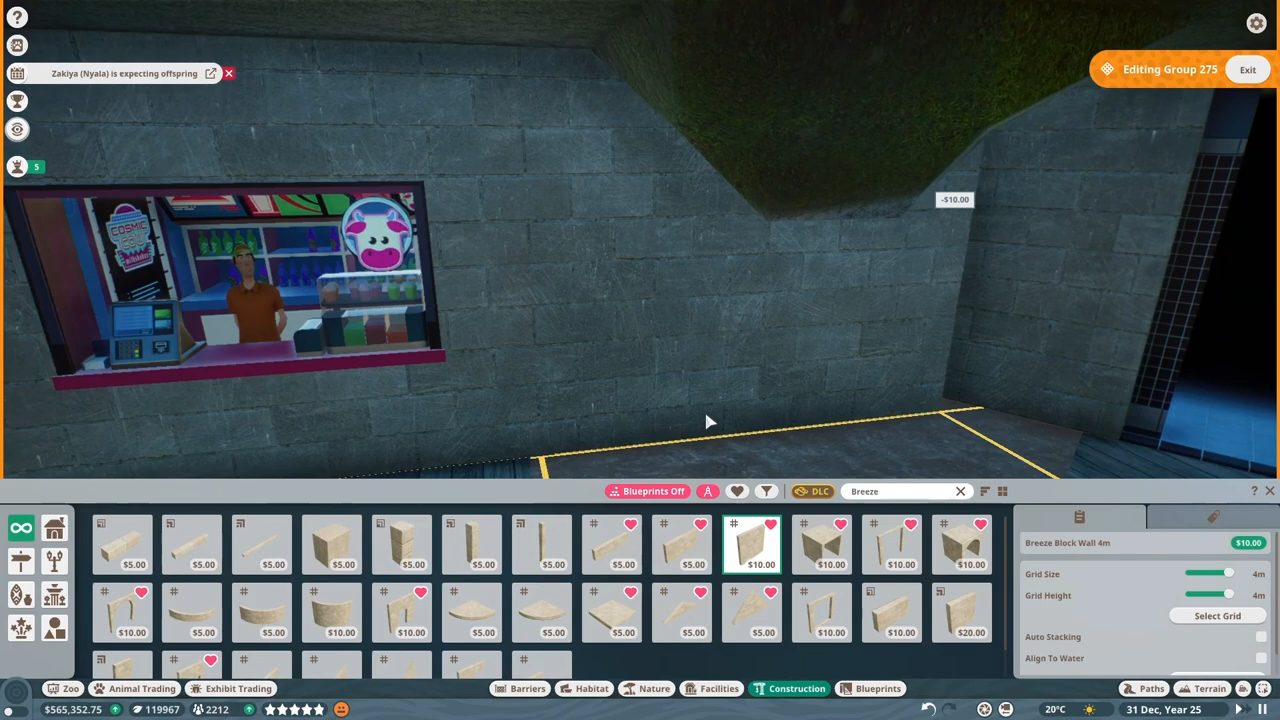 ?
Zakiya (Nyala) is expecting offspring
Editing Group 275
Exit
5
-$10.00
COSMIC COW
milkshakes
Blueprints Off
DLC
Breeze
?
$5.00 $5.00 $5.00 $5.00 $5.00 $5.00 $5.00 $5.00 $5.00 $10.00 $10.00 $10.00 $10.00
$10.00 $5.00 $5.00 $10.00 $10.00 $5.00 $5.00 $5.00 $5.00 $5.00 $10.00 $10.00 $20.00
Breeze Block Wall 4m
$10.00
Grid Size
4m
Grid Height
4m
Select Grid
Auto Stacking
Align To Water
Zoo
Animal Trading
Exhibit Trading
Barriers
Habitat
Nature
Facilities
Construction
Blueprints
Paths
Terrain
$565,352.75
119967
2212
20°C
31 Dec, Year 25